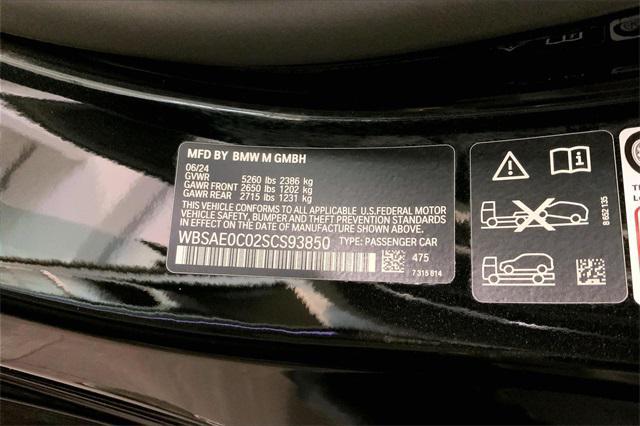 MFD BY BMW M GMBH
06/24
GVWR 5260 lbs 2386 kg
GAWR FRONT 2650 lbs 1202 kg
GAWR REAR 2715 lbs 1231 kg
THIS VEHICLE CONFORMS TO ALL APPLICABLE U.S.FEDERAL MOTOR
VEHICLE SAFETY, BUMPER AND THEFT PREVENTION STANDARDS
IN EFFECT ON THE DATE OF MANUFACTURE SHOWN ABOVE.
WBSAE0C02SCS93850 TYPE: PASSENGER CAR
475
7 315 814
8 652 135